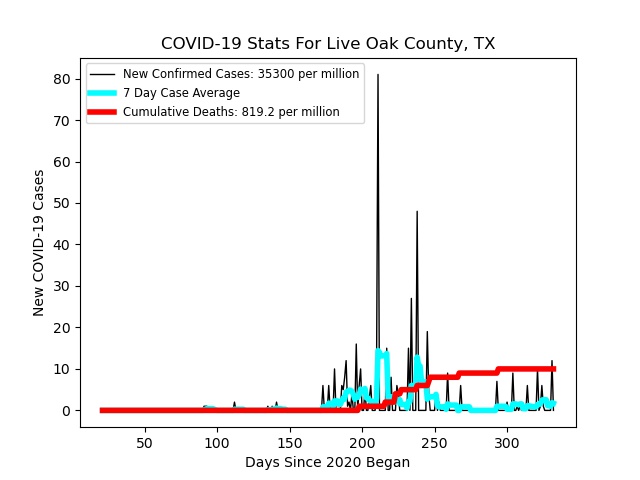 COVID-19 Stats For Live Oak County, TX
New Confirmed Cases: 35300 per million
7 Day Case Average
Cumulative Deaths: 819.2 per million
New COVID-19 Cases
80
70
60
50
40
30
20
10
0
50 100 150 200 250 300
Days Since 2020 Began